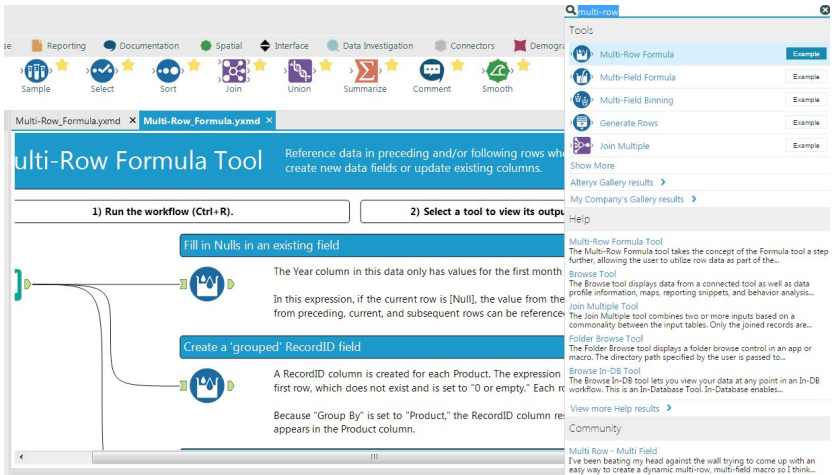 multi-row
se Reporting Documentation Spatial Interface Data Investigation Connectors Demogra
Sample Select Sort Join Union Summarize Comment Smooth
Multi-Row_Formula.yxmd Multi-Row_Formula.yxmd
ulti-Row Formula Tool
Reference data in preceding and/or following rows whe
create new data fields or update existing columns.
1) Run the workflow (Ctrl+R).
2) Select a tool to view its outpu
Fill in Nulls in an existing field
The Year column in this data only has values for the first month
In this expression, if the current row is [Null], the value from the
from preceding, current, and subsequent rows can be reference
Create a 'grouped' RecordID field
A RecordID column is created for each Product. The expression
first row, which does not exist and is set to "0 or empty." Each ro
Because "Group By" is set to "Product," the RecordID column res
appears in the Product column.
Tools
Multi-Row Formula Example
Multi-Field Formula Example
Multi-Field Binning Example
Generate Rows Example
Join Multiple Example
Show More
Alteryx Gallery results
My Company's Gallery results
Help
Multi-Row Formula Tool
The Multi-Row Formula tool takes the concept of the Formula tool a step
further, allowing the user to utilize row data as part of the...
Browse Tool
The Browse tool displays data from a connected tool as well as data
profile information, maps, reporting snippets, and behavior analysis...
Join Multiple Tool
The Join Multiple tool combines two or more inputs based on a
commonality between the input tables. Only the joined records are...
Folder Browse Tool
The Folder Browse tool displays a folder browse control in an app or
macro. The directory path specified by the user is passed to...
Browse In-DB Tool
The Browse In-DB tool lets you view your data at any point in an In-DB
workflow. This is an In-Database Tool. In-Database enables...
View more Help results
Community
Multi Row - Multi Field
I've been beating my head against the wall trying to come up with an
easy way to create a dynamic multi-row, multi-field macro so I think...